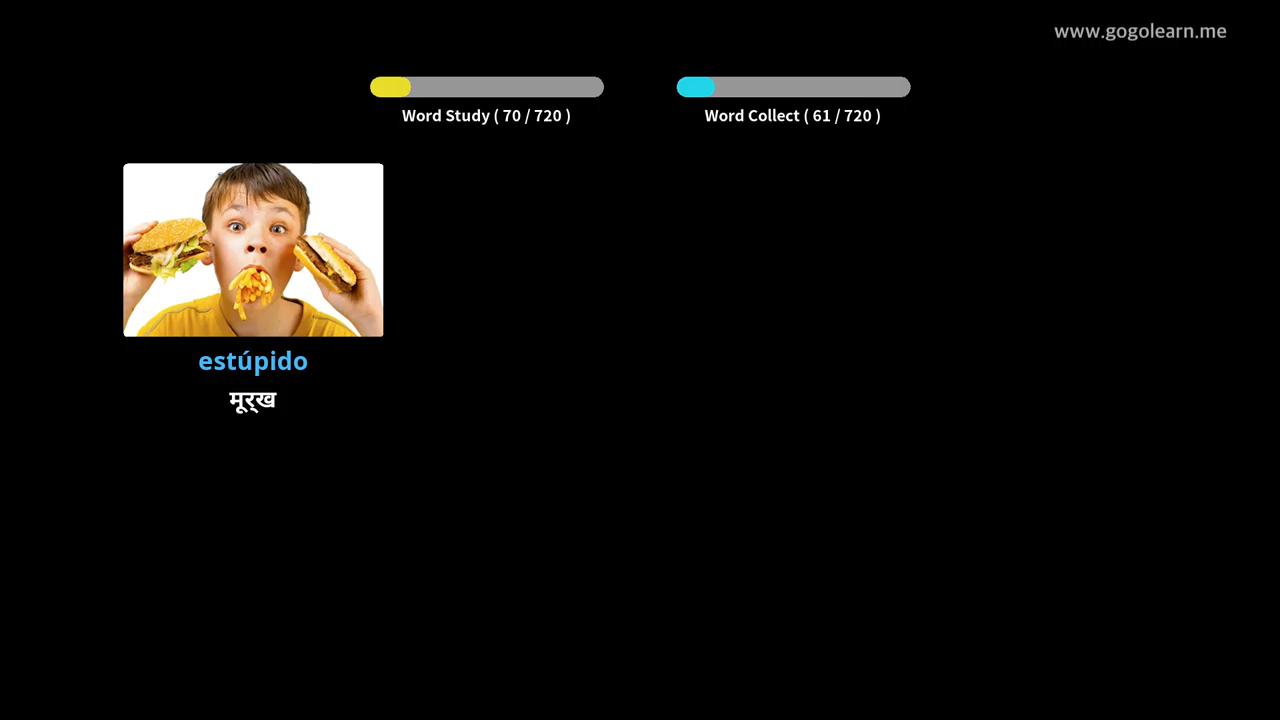 www.gogolearn.me
Word Study ( 70 / 720 )
Word Collect ( 61 / 720 )
estúpido
मूर्ख